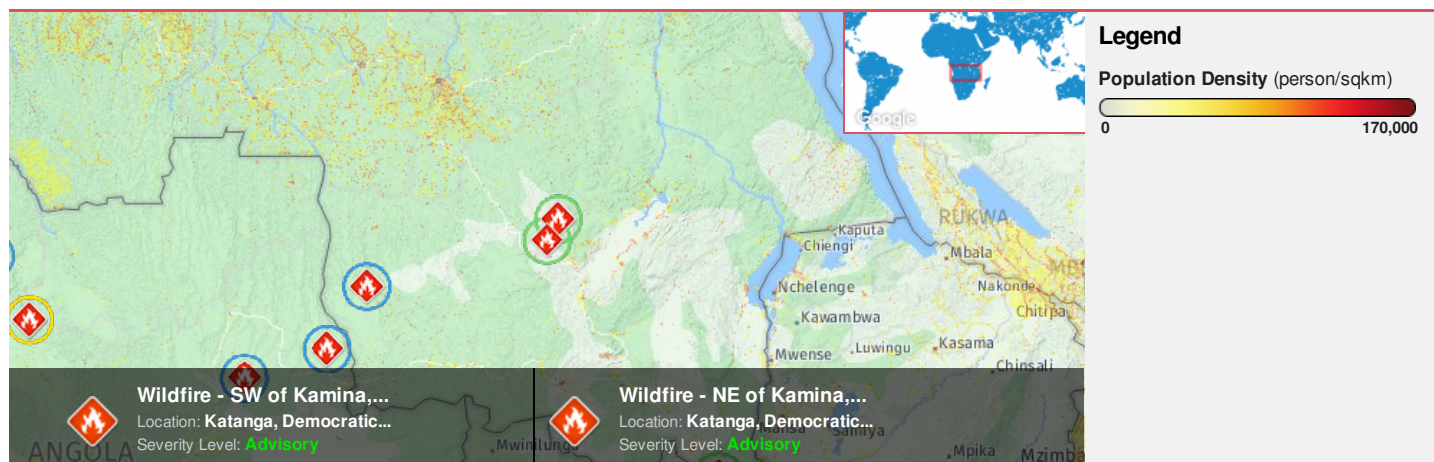 Google
Legend
Population Density (person/sqkm)
0
170,000
RUKWA
Kaputa
Chiengi
Mbala
Nchelenge
Nakonde
Chitipa
Kawambwa
Mwense
Luwingu
Kasama
Chinsali
Wildfire - SW of Kamina,...
Location: Katanga, Democratic...
Severity Level: Advisory
Wildfire - NE of Kamina,...
Location: Katanga, Democratic...
Severity Level: Advisory
ANGOLA
Mwinilunga
Mansa
Samfya
Mpika
Mzimba